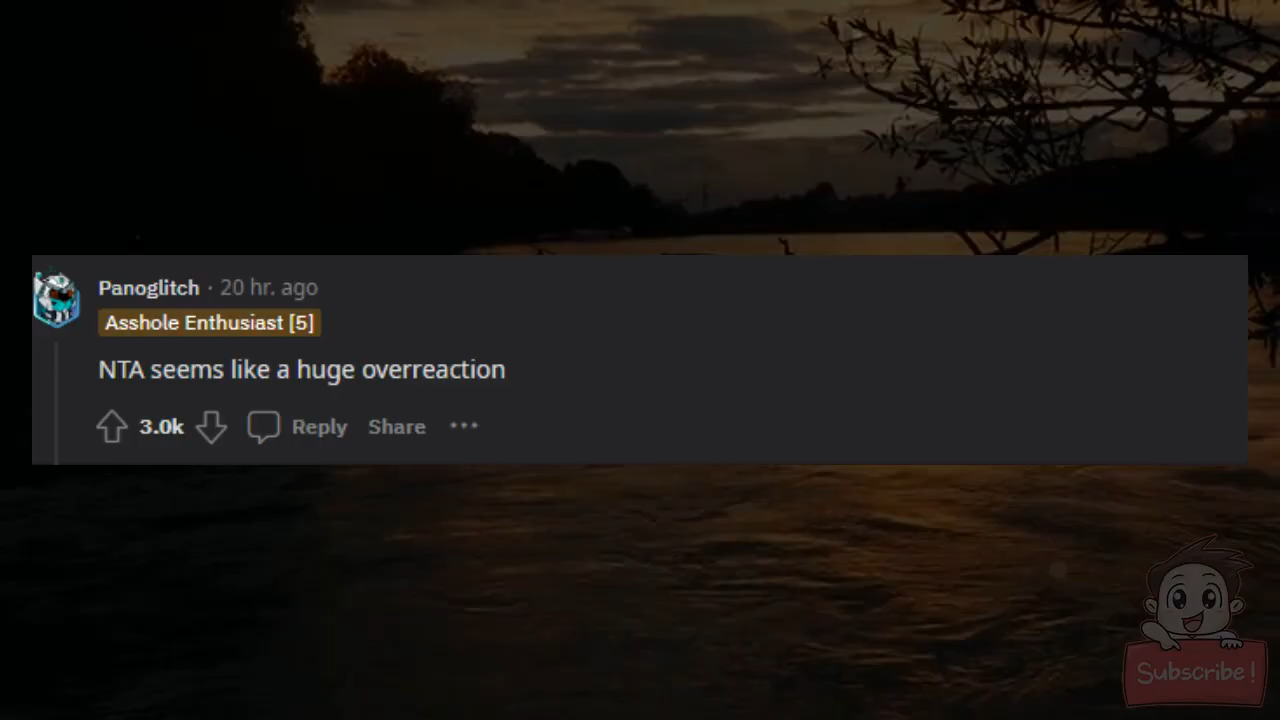 Panoglitch · 20 hr. ago
Asshole Enthusiast [5]
NTA seems like a huge overreaction
3.0k Reply Share ···
Subscribe!